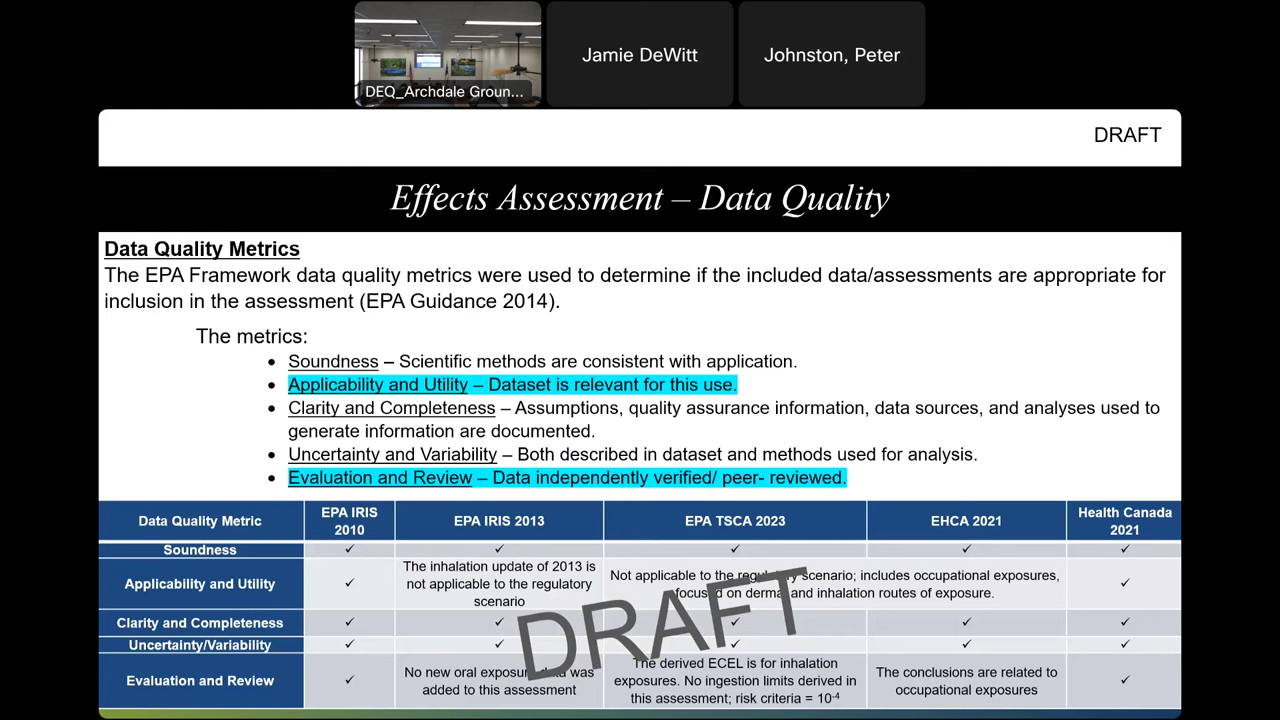 DEQ_Archdale Groun...
Jamie DeWitt
Johnston, Peter
DRAFT
Effects Assessment – Data Quality
Data Quality Metrics
The EPA Framework data quality metrics were used to determine if the included data/assessments are appropriate for
inclusion in the assessment (EPA Guidance 2014).
The metrics:
• Soundness – Scientific methods are consistent with application.
• Applicability and Utility – Dataset is relevant for this use.
• Clarity and Completeness – Assumptions, quality assurance information, data sources, and analyses used to
generate information are documented.
• Uncertainty and Variability – Both described in dataset and methods used for analysis.
• Evaluation and Review – Data independently verified/ peer- reviewed.
Data Quality Metric
EPA IRIS
2010
EPA IRIS 2013
EPA TSCA 2023
EHCA 2021
Health Canada
2021
Soundness
✓ ✓ ✓ ✓ ✓
Applicability and Utility
✓
The inhalation update of 2013 is
not applicable to the regulatory
scenario
Not applicable to the regulatory scenario; includes occupational exposures,
focused on dermal and inhalation routes of exposure.
✓
Clarity and Completeness
✓ ✓ ✓ ✓ ✓
Uncertainty/Variability
✓ ✓ ✓ ✓ ✓
Evaluation and Review
✓
No new oral exposure data was
added to this assessment
The derived ECEL is for inhalation
exposures. No ingestion limits derived in
this assessment; risk criteria = 10⁻⁴
The conclusions are related to
occupational exposures
✓
DRAFT